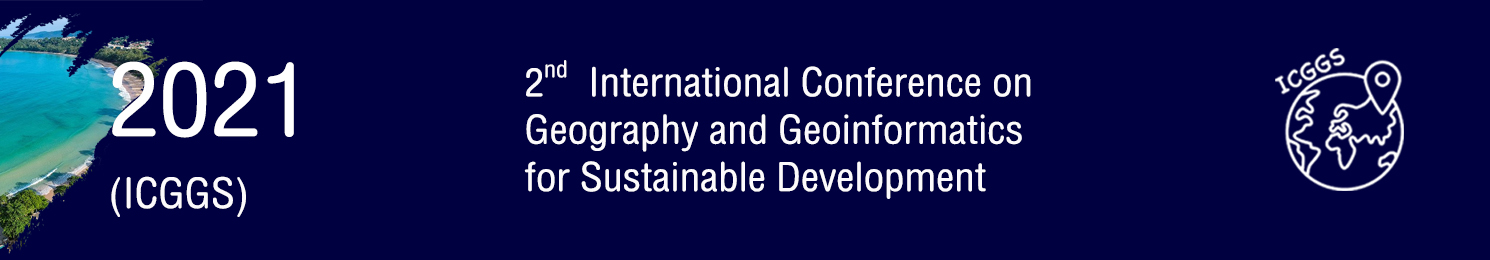 2021
(ICGGS)
2nd International Conference on
Geography and Geoinformatics
for Sustainable Development
ICGGS